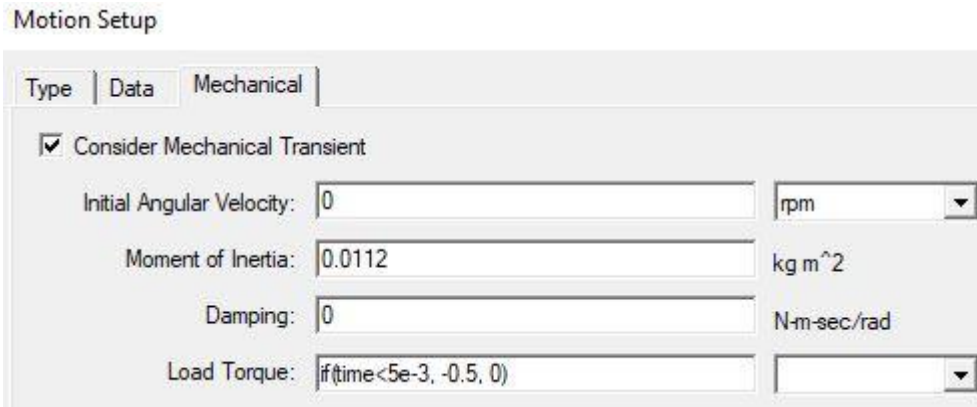 Motion Setup
Type Data Mechanical
Consider Mechanical Transient
Initial Angular Velocity: 0 rpm
Moment of Inertia: 0.0112 kg m^2
Damping: 0 N-m-sec/rad
Load Torque: if(time<5e-3, -0.5, 0)